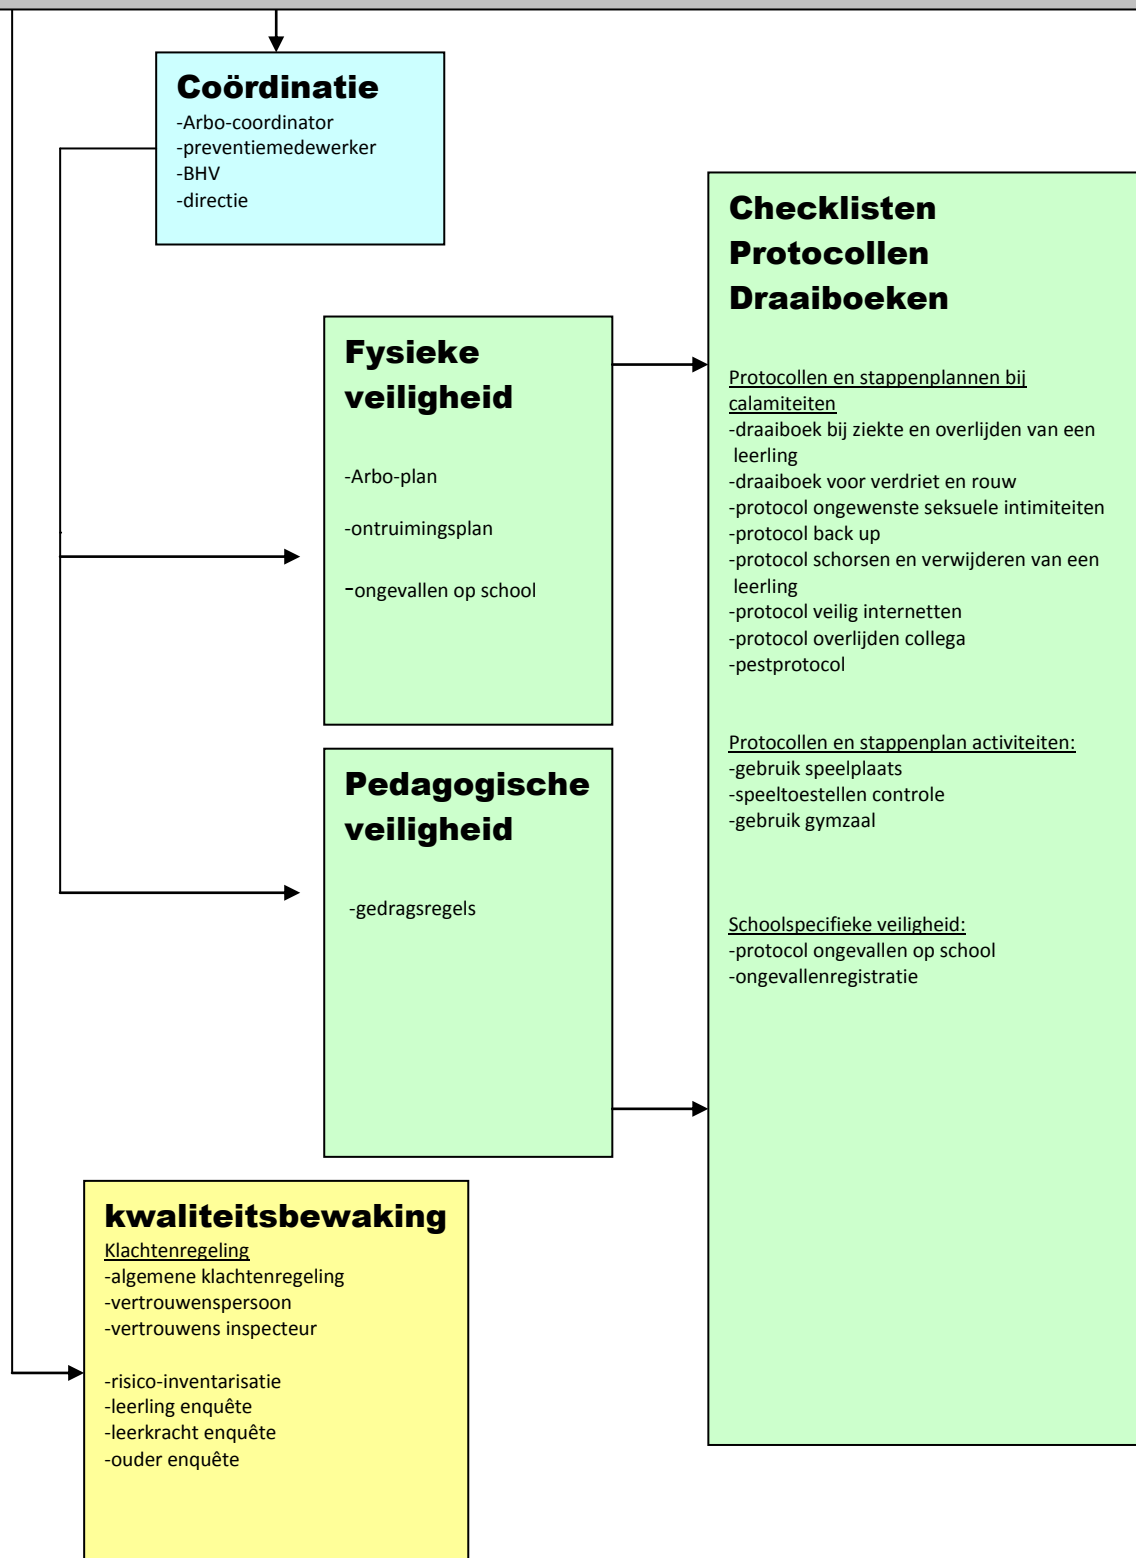 Coördinatie
-Arbo-coordinator
-preventiemedewerker
-BHV
-directie
Fysieke
veiligheid
-Arbo-plan
-ontruimingsplan
-ongevallen op school
Pedagogische
veiligheid
-gedragsregels
Checklisten
Protocollen
Draaiboeken
Protocollen en stappenplannen bij
calamiteiten
-draaiboek bij ziekte en overlijden van een
leerling
-draaiboek voor verdriet en rouw
-protocol ongewenste seksuele intimiteiten
-protocol back up
-protocol schorsen en verwijderen van een
leerling
-protocol veilig internetten
-protocol overlijden collega
-pestprotocol
Protocollen en stappenplan activiteiten:
-gebruik speelplaats
-speeltoestellen controle
-gebruik gymzaal
Schoolspecifieke veiligheid:
-protocol ongevallen op school
-ongevallenregistratie
kwaliteitsbewaking
Klachtenregeling
-algemene klachtenregeling
-vertrouwenspersoon
-vertrouwens inspecteur
-risico-inventarisatie
-leerling enquête
-leerkracht enquête
-ouder enquête